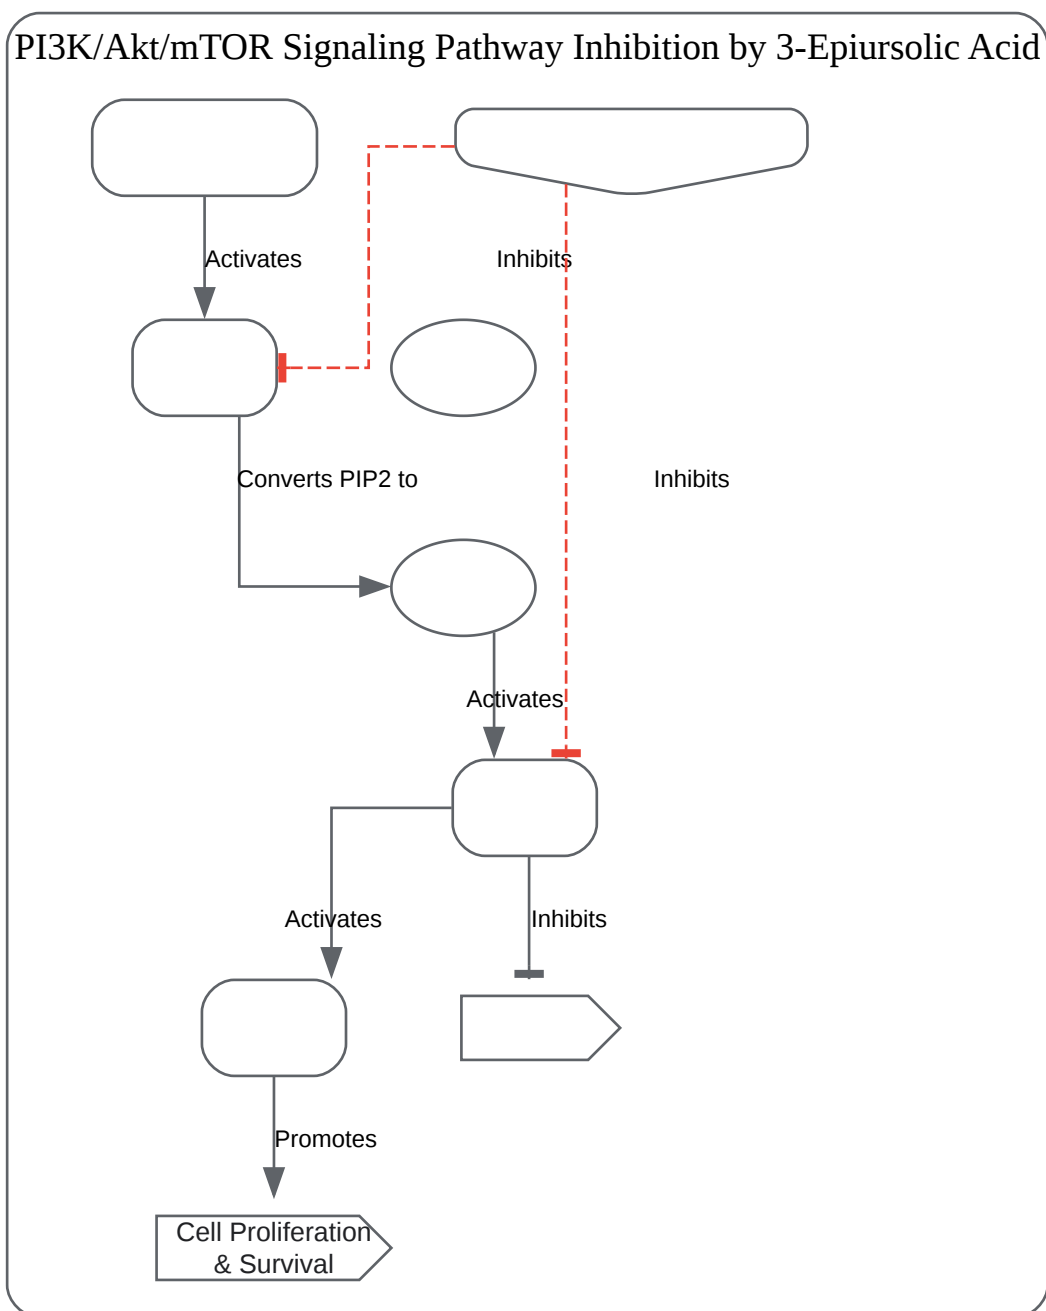 PI3K/Akt/mTOR Signaling Pathway Inhibition by 3-Epiursolic Acid
Activates
Inhibits
Converts PIP2 to
Inhibits
Activates
Activates
Inhibits
Promotes
Cell Proliferation
& Survival